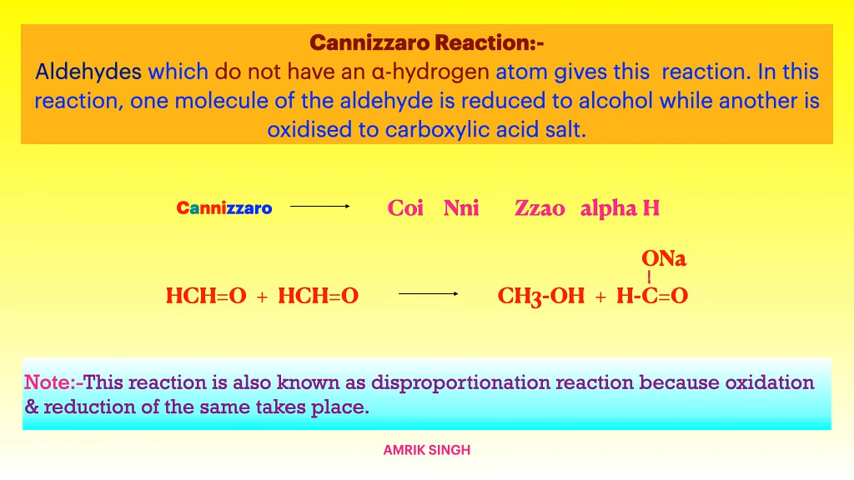 Cannizzaro Reaction:-
Aldehydes which do not have an α-hydrogen atom gives this reaction. In this
reaction, one molecule of the aldehyde is reduced to alcohol while another is
oxidised to carboxylic acid salt.
Cannizzaro ⟶ Coi Nni Zzao alpha H
ONa
|
HCH=O + HCH=O ⟶ CH3-OH + H-C=O
Note:-This reaction is also known as disproportionation reaction because oxidation
& reduction of the same takes place.
AMRIK SINGH